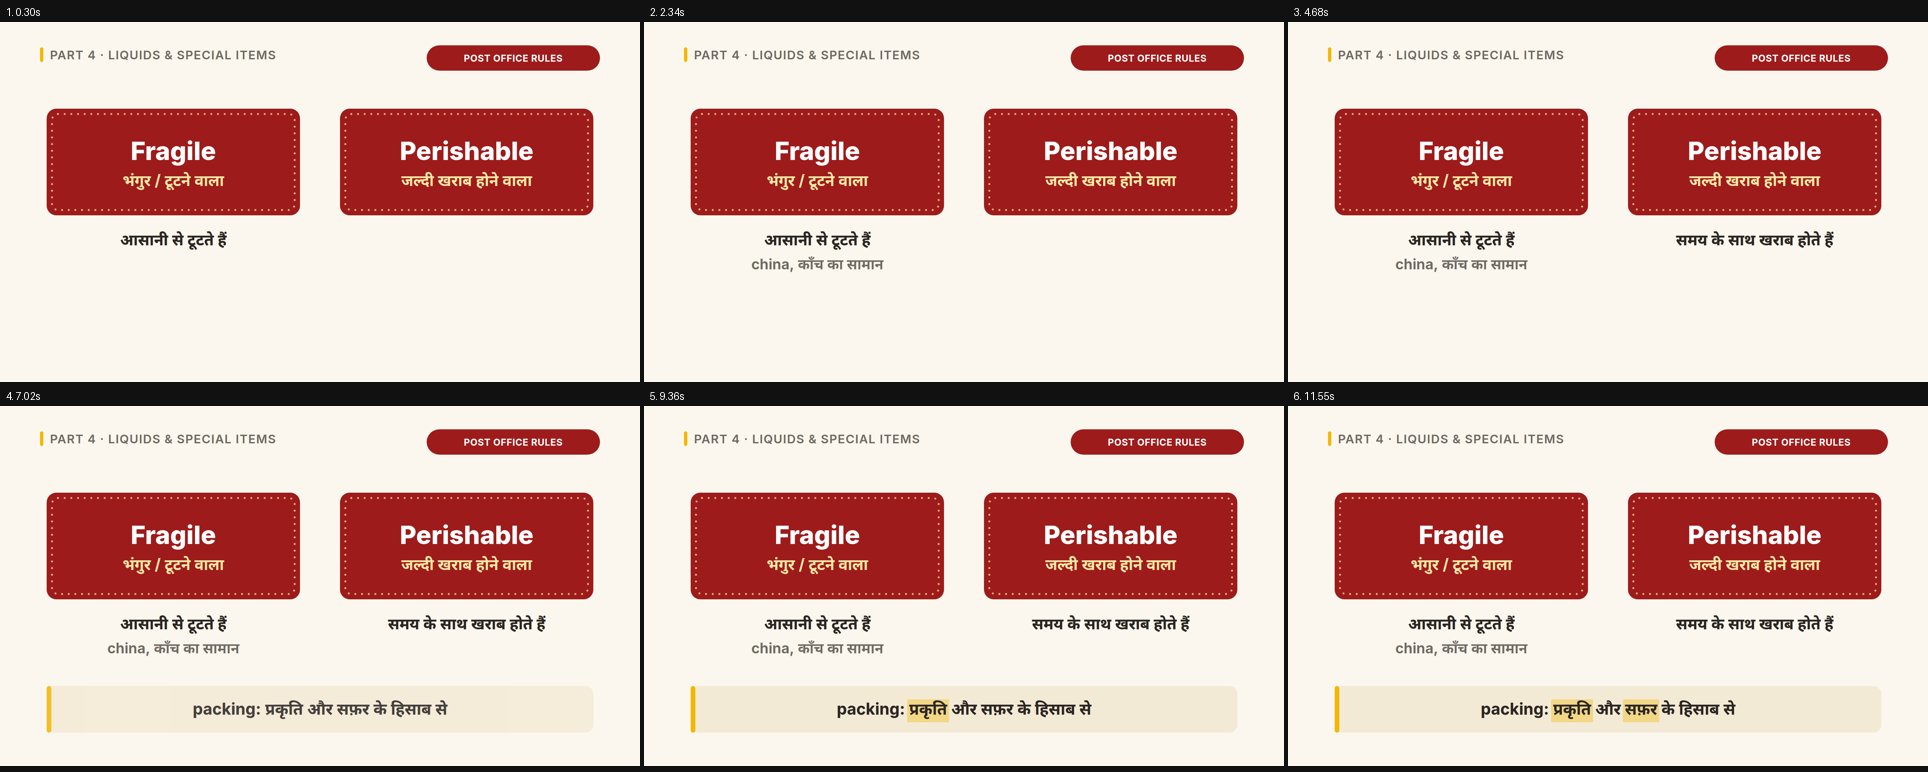 1. 0.30s
PART 4 · LIQUIDS & SPECIAL ITEMS
POST OFFICE RULES
Fragile
भंगुर / टूटने वाला
Perishable
जल्दी खराब होने वाला
आसानी से टूटते हैं
2. 2.34s
PART 4 · LIQUIDS & SPECIAL ITEMS
POST OFFICE RULES
Fragile
भंगुर / टूटने वाला
Perishable
जल्दी खराब होने वाला
आसानी से टूटते हैं
china, काँच का सामान
3. 4.68s
PART 4 · LIQUIDS & SPECIAL ITEMS
POST OFFICE RULES
Fragile
भंगुर / टूटने वाला
Perishable
जल्दी खराब होने वाला
आसानी से टूटते हैं
china, काँच का सामान
समय के साथ खराब होते हैं
4. 7.02s
PART 4 · LIQUIDS & SPECIAL ITEMS
POST OFFICE RULES
Fragile
भंगुर / टूटने वाला
Perishable
जल्दी खराब होने वाला
आसानी से टूटते हैं
china, काँच का सामान
समय के साथ खराब होते हैं
packing: प्रकृति और सफ़र के हिसाब से
5. 9.36s
PART 4 · LIQUIDS & SPECIAL ITEMS
POST OFFICE RULES
Fragile
भंगुर / टूटने वाला
Perishable
जल्दी खराब होने वाला
आसानी से टूटते हैं
china, काँच का सामान
समय के साथ खराब होते हैं
packing: प्रकृति और सफ़र के हिसाब से
6. 11.55s
PART 4 · LIQUIDS & SPECIAL ITEMS
POST OFFICE RULES
Fragile
भंगुर / टूटने वाला
Perishable
जल्दी खराब होने वाला
आसानी से टूटते हैं
china, काँच का सामान
समय के साथ खराब होते हैं
packing: प्रकृति और सफ़र के हिसाब से